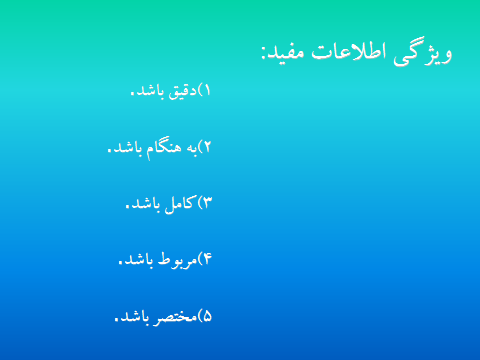 ویژگی اطلاعات مفید:
۱)دقیق باشد.
۲)به هنگام باشد.
۳)کامل باشد.
۴)مربوط باشد.
۵)مختصر باشد.